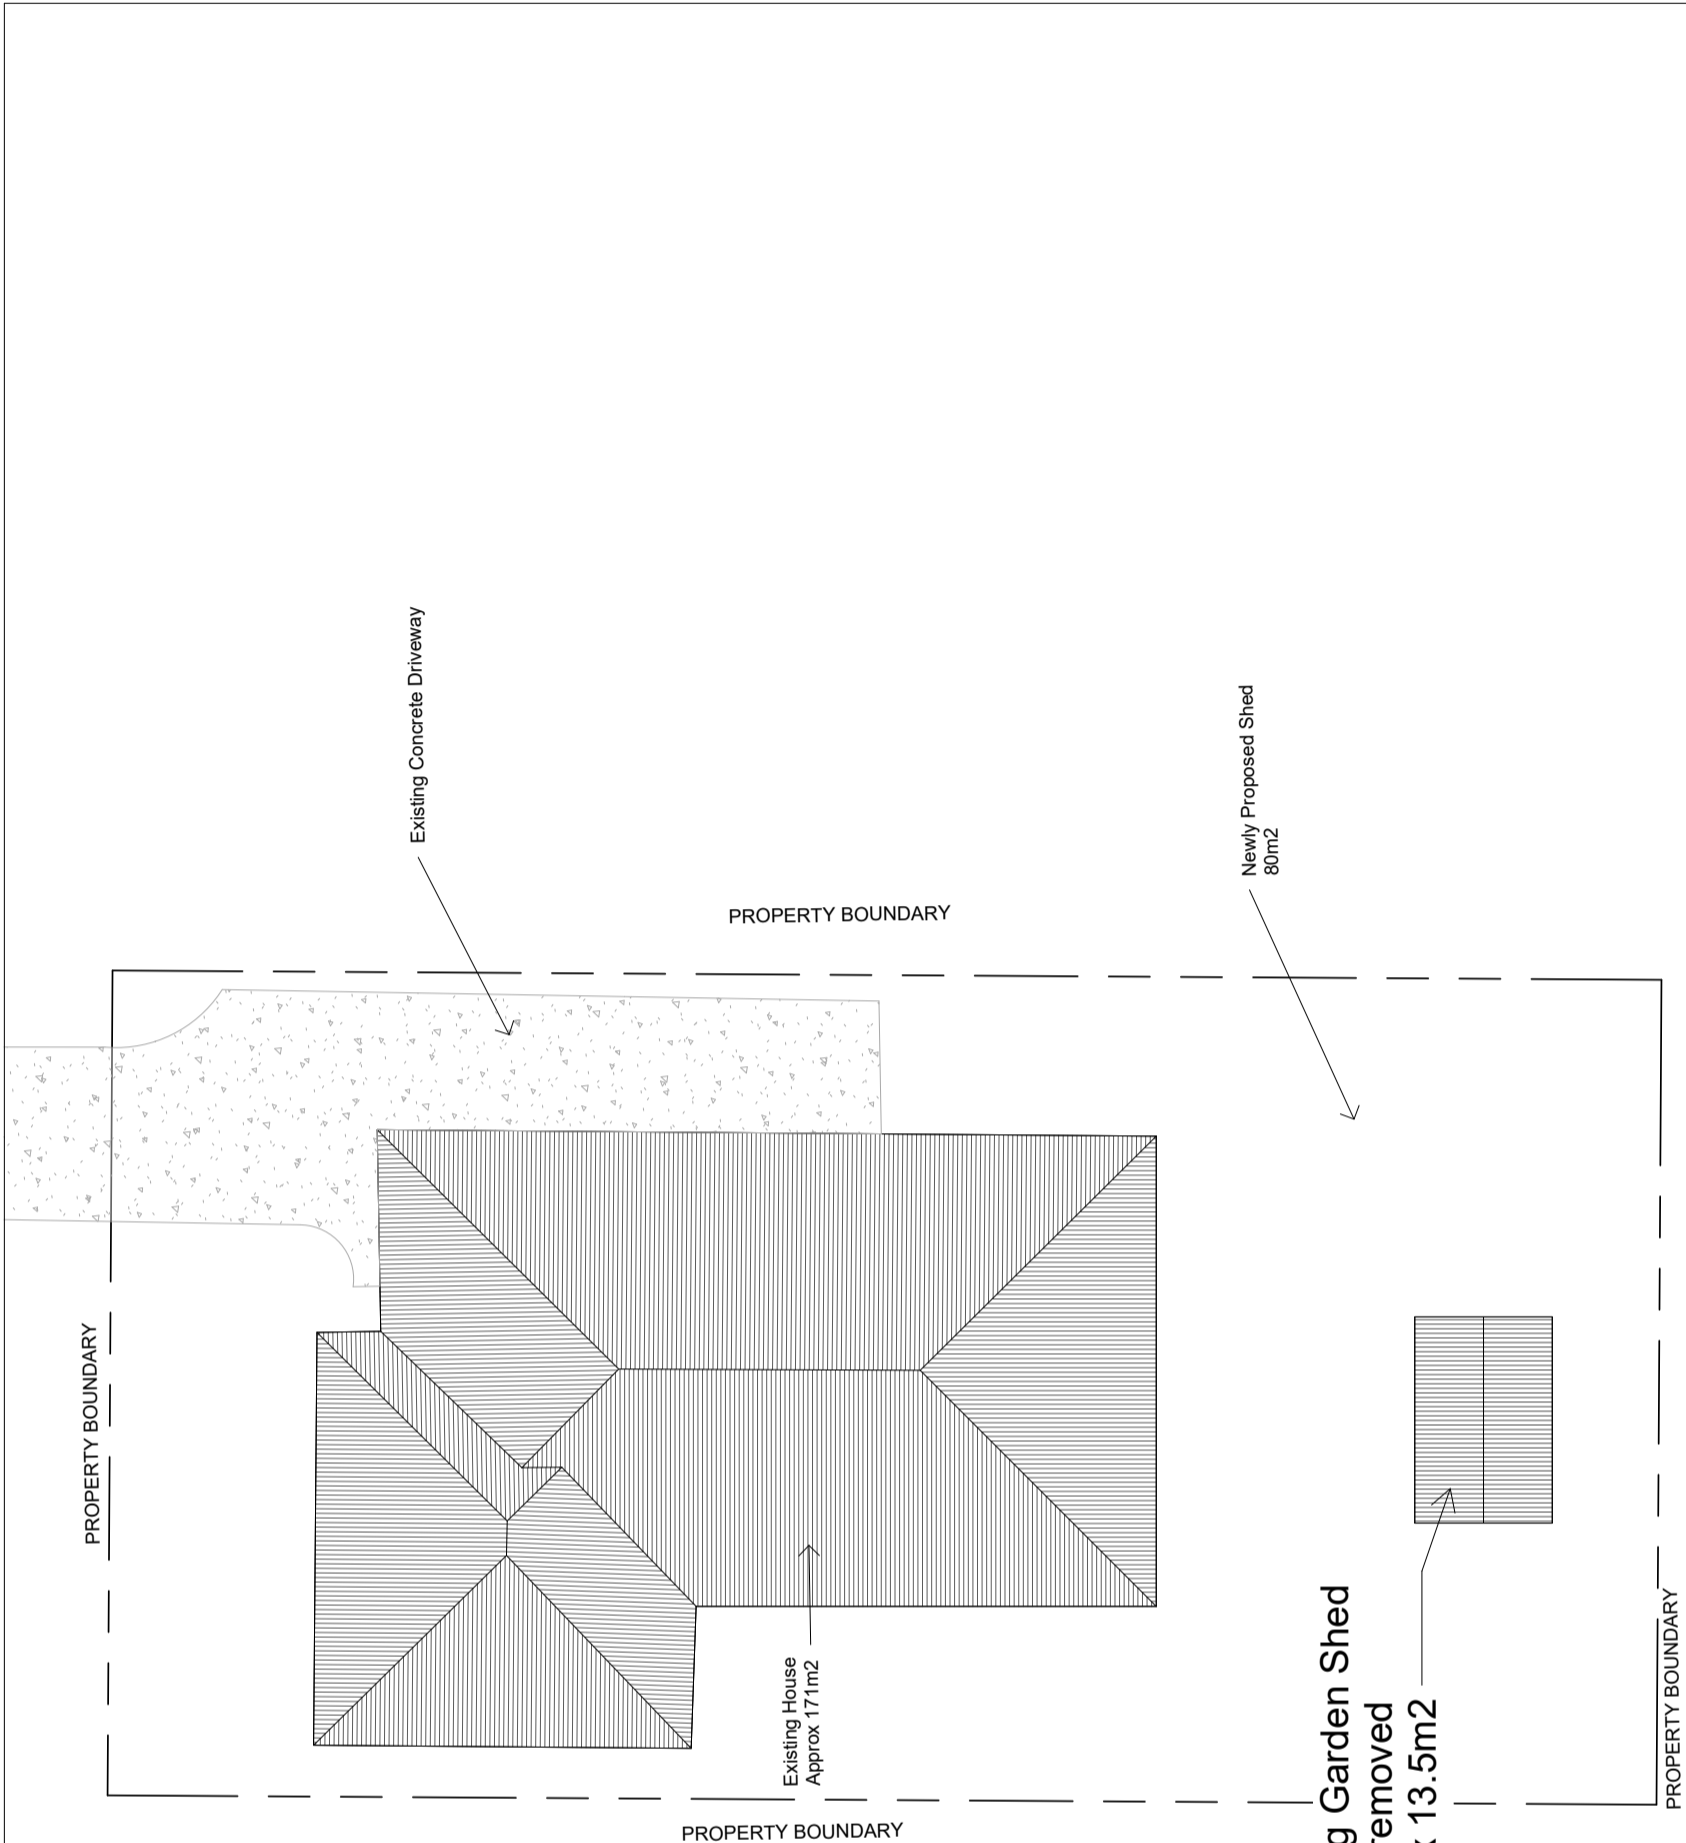 Existing Concrete Driveway
Newly Proposed Shed
80m2
PROPERTY BOUNDARY
PROPERTY BOUNDARY
Existing House
Approx 171m2
Garden Shed
removed
13.5m2
PROPERTY BOUNDARY
PROPERTY BOUNDARY